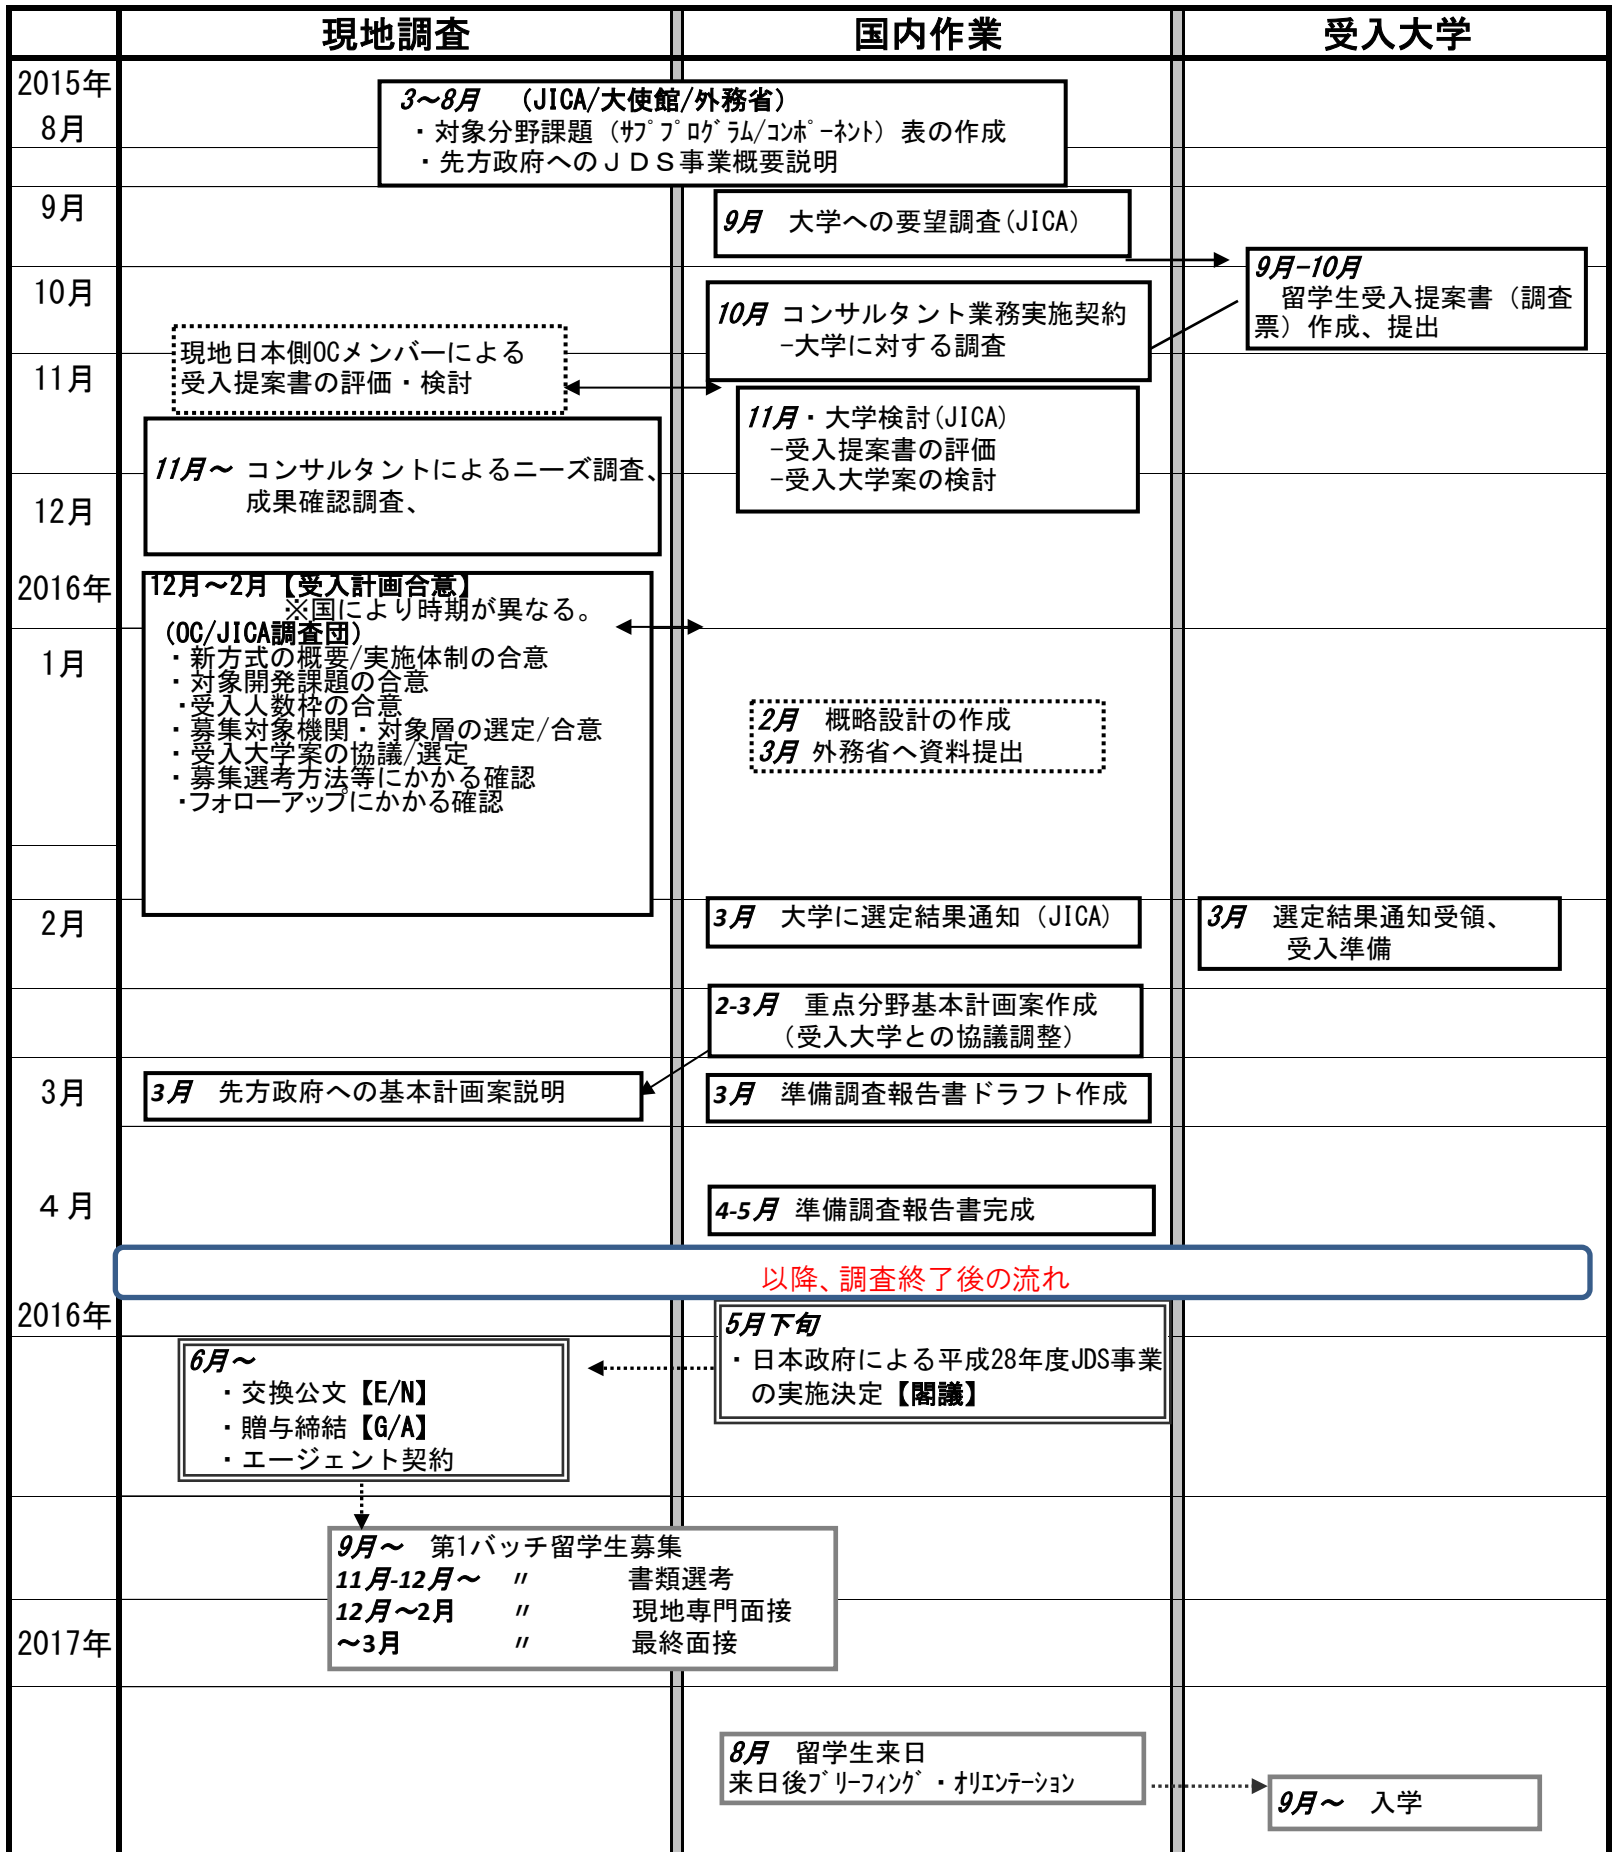 現地調査
国内作業
受入大学
2015年
8月
3～8月　（JICA/大使館/外務省）
・対象分野課題（ｻﾌﾞﾌﾟﾛｸﾞﾗﾑ/ｺﾝﾎﾟｰﾈﾝﾄ）表の作成
・先方政府へのＪＤＳ事業概要説明
9月
9月　大学への要望調査(JICA)
9月-10月
留学生受入提案書（調査
票）作成、提出
10月
10月 コンサルタント業務実施契約
-大学に対する調査
現地日本側OCメンバーによる
受入提案書の評価・検討
11月
11月・大学検討(JICA)
-受入提案書の評価
-受入大学案の検討
11月～ コンサルタントによるニーズ調査、
成果確認調査、
12月
2016年
12月～2月【受入計画合意】
※国により時期が異なる。
（OC/JICA調査団）
・新方式の概要/実施体制の合意
・対象開発課題の合意
・受入人数枠の合意
・募集対象機関・対象層の選定/合意
・受入大学案の協議/選定
・募集選考方法等にかかる確認
・フォローアップにかかる確認
1月
2月　概略設計の作成
3月 外務省へ資料提出
2月
3月　大学に選定結果通知（JICA）
3月　選定結果通知受領、
受入準備
2-3月　重点分野基本計画案作成
（受入大学との協議調整）
3月
3月　先方政府への基本計画案説明
3月　準備調査報告書ドラフト作成
４月
4-5月 準備調査報告書完成
以降、調査終了後の流れ
2016年
5月下旬
・日本政府による平成28年度JDS事業
の実施決定【閣議】
6月～
・交換公文【E/N】
・贈与締結【G/A】
・エージェント契約
9月～　第1バッチ留学生募集
11月-12月～　〃　書類選考
12月～2月　〃　現地専門面接
～3月　〃　最終面接
2017年
8月　留学生来日
来日後ﾌﾞﾘｰﾌｨﾝｸﾞ・ｵﾘｴﾝﾃｰｼｮﾝ
9月～　入学